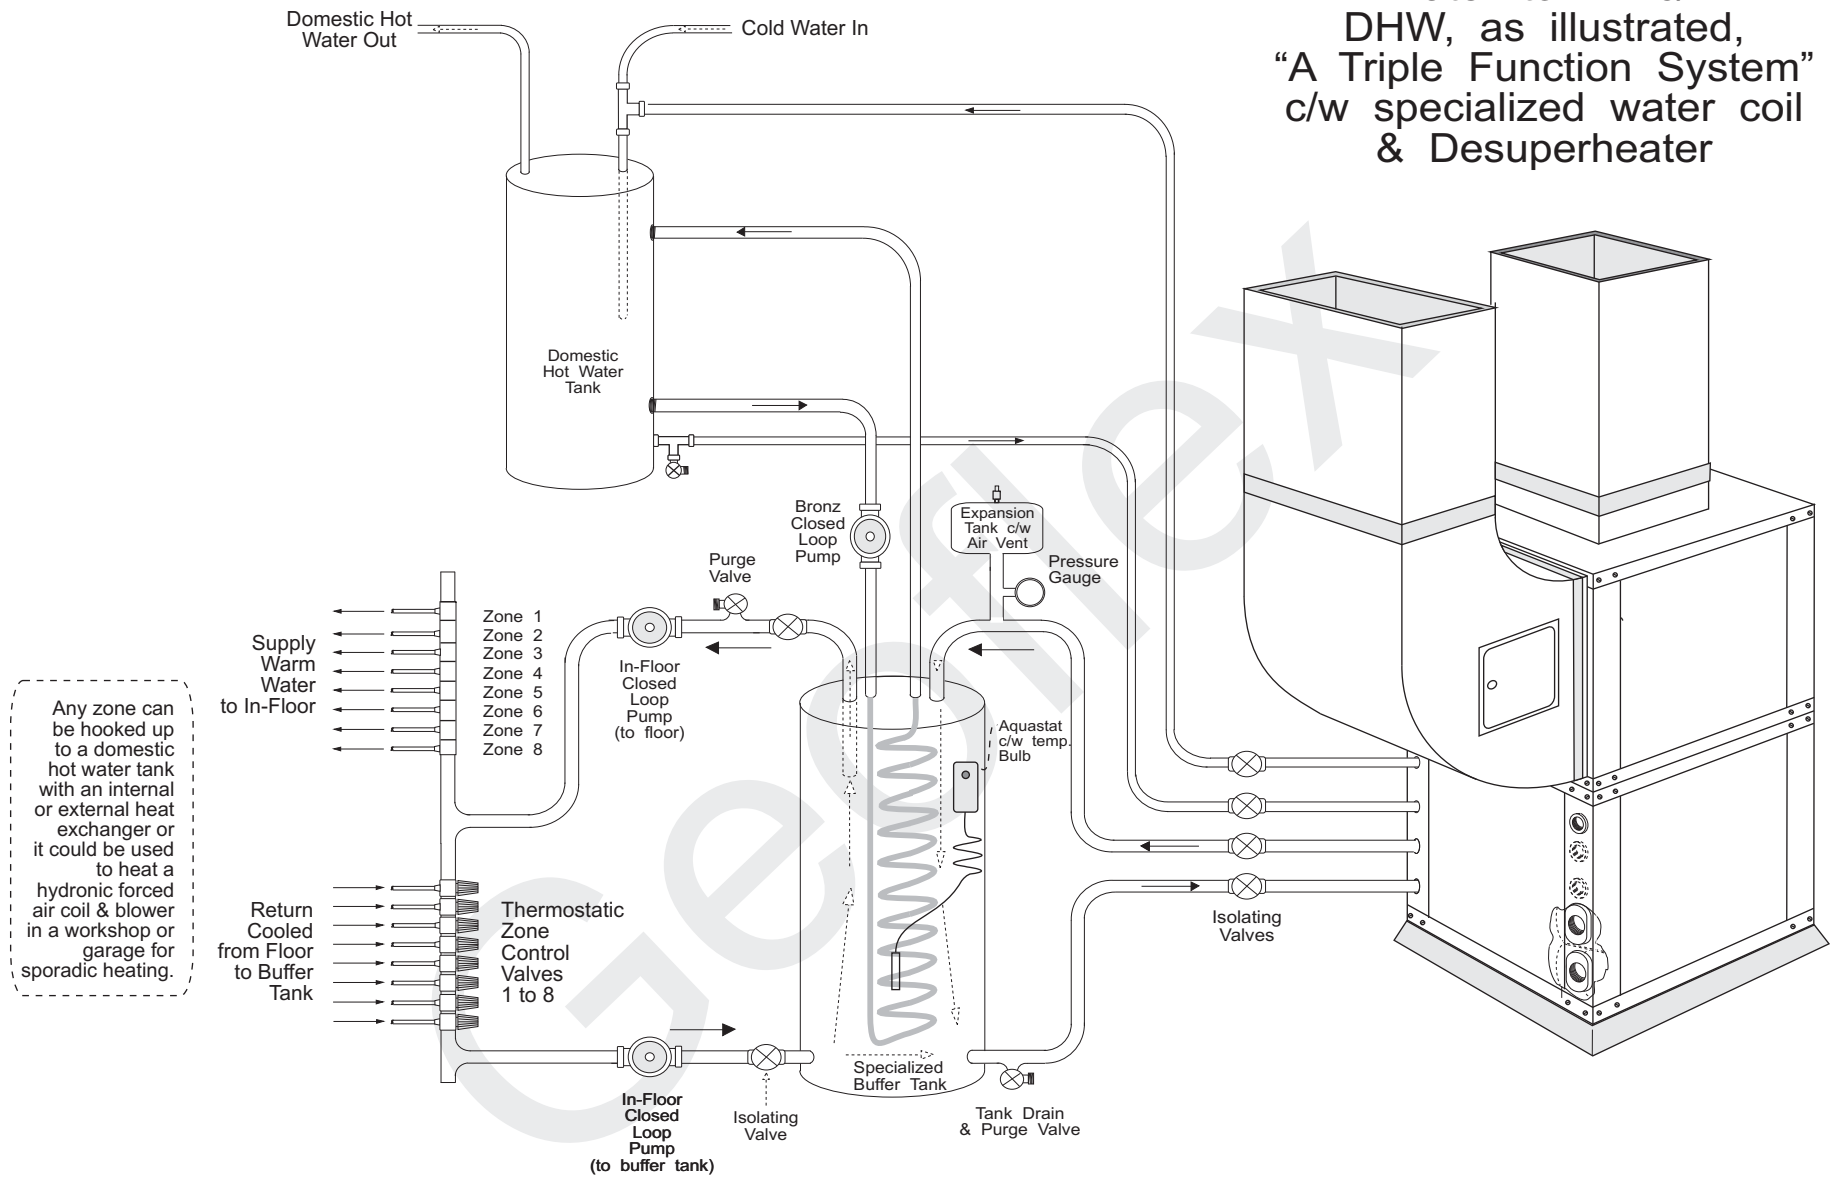 DHW, as illustrated,
“A Triple Function System”
c/w specialized water coil
& Desuperheater
Domestic Hot
Water Out
Cold Water In
Domestic
Hot Water
Tank
Bronz
Closed
Loop
Pump
Expansion
Tank c/w
Air Vent
Pressure
Gauge
Purge
Valve
Zone 1
Zone 2
Zone 3
Zone 4
Zone 5
Zone 6
Zone 7
Zone 8
Supply
Warm
Water
to In-Floor
In-Floor
Closed
Loop
Pump
(to floor)
Any zone can
be hooked up
to a domestic
hot water tank
with an internal
or external heat
exchanger or
it could be used
to heat a
hydronic forced
air coil & blower
in a workshop or
garage for
sporadic heating.
Aquastat
c/w temp.
Bulb
Return
Cooled
from Floor
to Buffer
Tank
Thermostatic
Zone
Control
Valves
1 to 8
Isolating
Valves
Specialized
Buffer Tank
In-Floor
Closed
Loop
Pump
(to buffer tank)
Isolating
Valve
Tank Drain
& Purge Valve
Geoflex